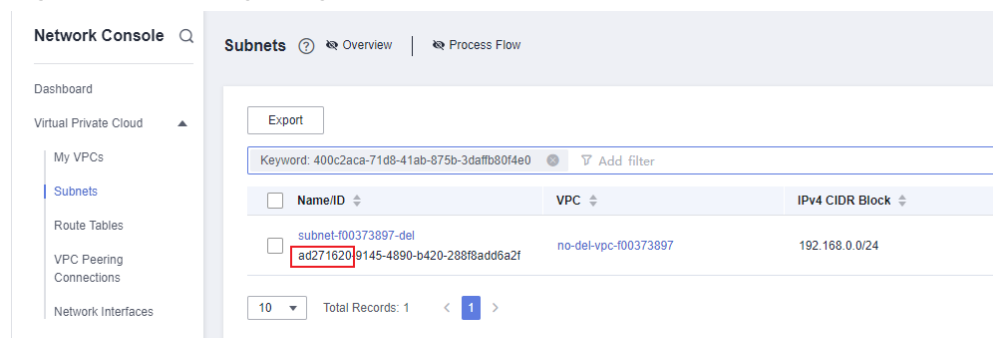 Network Console
Subnets ? Overview | Process Flow
Dashboard
Virtual Private Cloud
My VPCs
Subnets
Route Tables
VPC Peering
Connections
Network Interfaces
Export
Keyword: 400c2aca-71d8-41ab-875b-3daffb80f4e0 Add filter
Name/ID VPC IPv4 CIDR Block
subnet-f00373897-del
ad271620-9145-4890-b420-288f8add6a2f no-del-vpc-f00373897 192.168.0.0/24
10 Total Records: 1 < 1 >